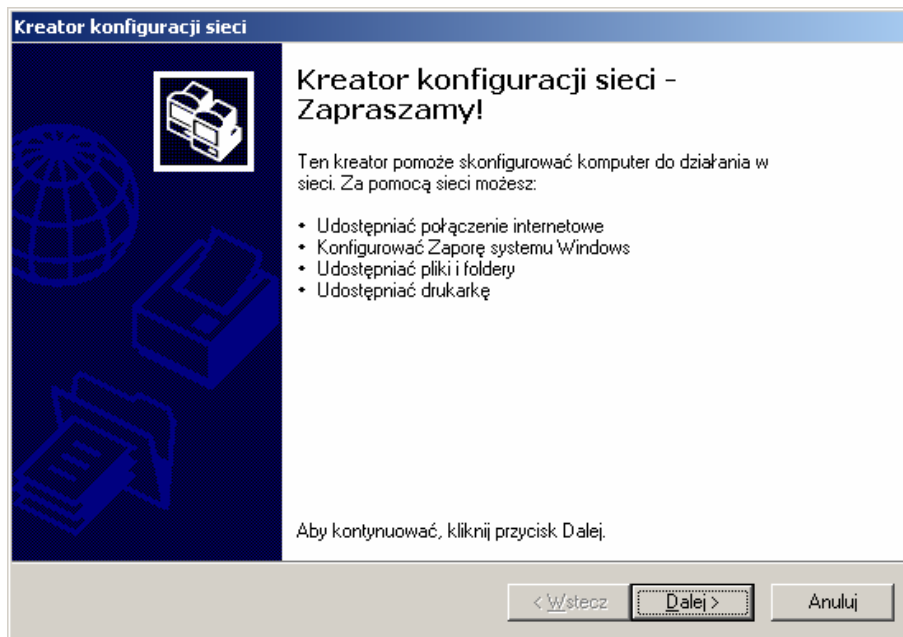 Kreator konfiguracji sieci
Kreator konfiguracji sieci -
Zapraszamy!
Ten kreator pomoże skonfigurować komputer do działania w
sieci. Za pomocą sieci możesz:
• Udostępniać połączenie internetowe
• Konfigurować Zaporę systemu Windows
• Udostępniać pliki i foldery
• Udostępniać drukarkę
Aby kontynuować, kliknij przycisk Dalej.
< Wstecz Dalej > Anuluj